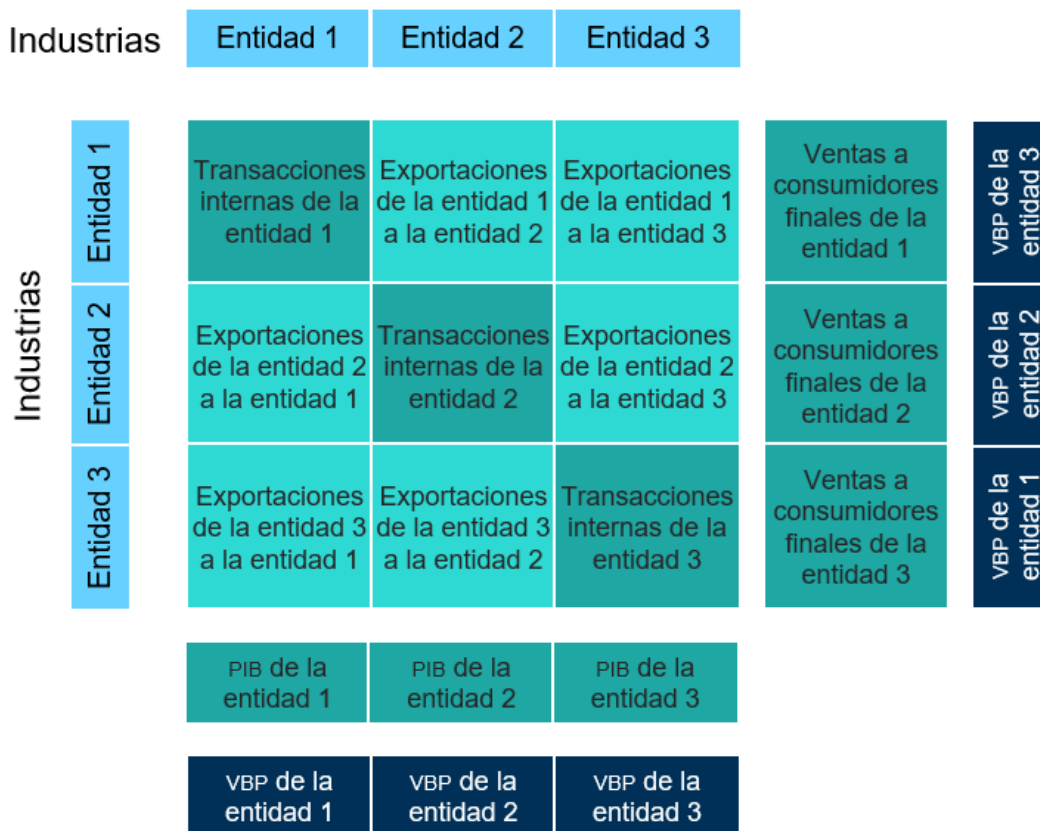 Industrias
Entidad 1
Entidad 2
Entidad 3
Industrias
Entidad 1
Transacciones
internas de la
entidad 1
Exportaciones
de la entidad 1
a la entidad 2
Exportaciones
de la entidad 1
a la entidad 3
Ventas a
consumidores
finales de la
entidad 1
VBP de la
entidad 3
Entidad 2
Exportaciones
de la entidad 2
a la entidad 1
Transacciones
internas de la
entidad 2
Exportaciones
de la entidad 2
a la entidad 3
Ventas a
consumidores
finales de la
entidad 2
VBP de la
entidad 2
Entidad 3
Exportaciones
de la entidad 3
a la entidad 1
Exportaciones
de la entidad 3
a la entidad 2
Transacciones
internas de la
entidad 3
Ventas a
consumidores
finales de la
entidad 3
VBP de la
entidad 1
PIB de la
entidad 1
PIB de la
entidad 2
PIB de la
entidad 3
VBP de la
entidad 1
VBP de la
entidad 2
VBP de la
entidad 3